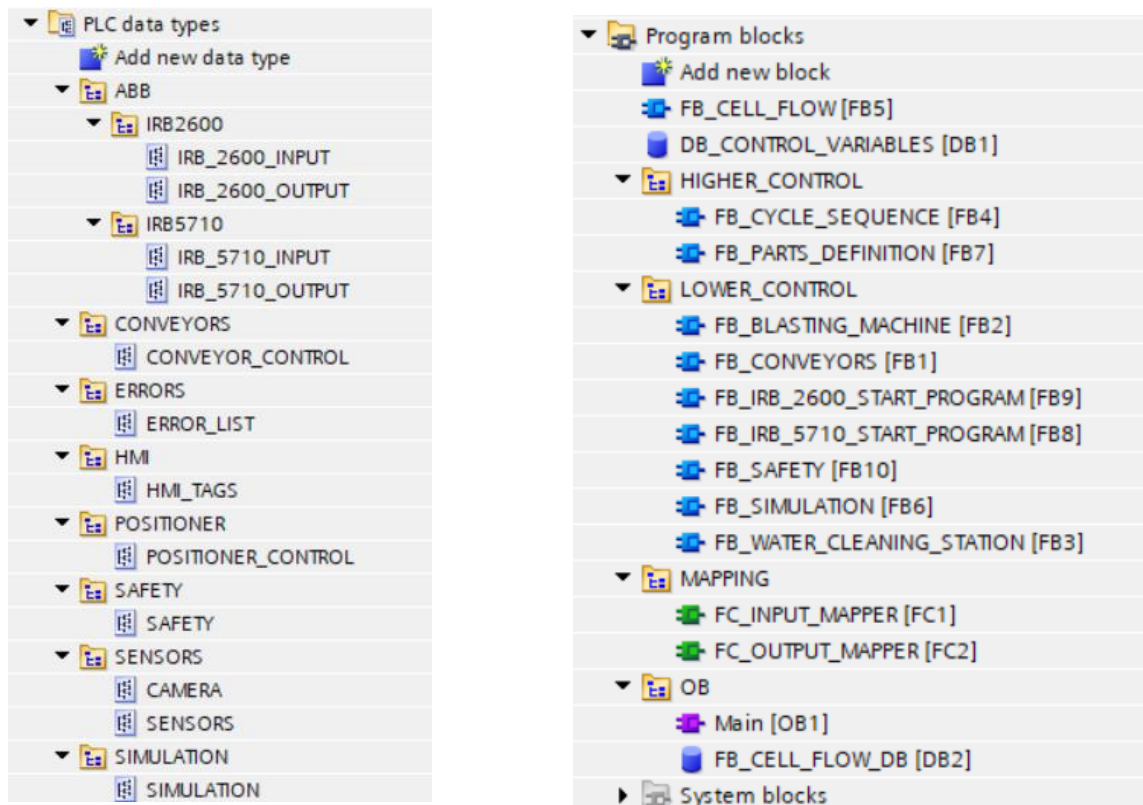 PLC data types
Add new data type
ABB
IRB2600
IRB_2600_INPUT
IRB_2600_OUTPUT
IRB5710
IRB_5710_INPUT
IRB_5710_OUTPUT
CONVEYORS
CONVEYOR_CONTROL
ERRORS
ERROR_LIST
HMI
HMI_TAGS
POSITIONER
POSITIONER_CONTROL
SAFETY
SAFETY
SENSORS
CAMERA
SENSORS
SIMULATION
SIMULATION
Program blocks
Add new block
FB_CELL_FLOW [FB5]
DB_CONTROL_VARIABLES [DB1]
HIGHER_CONTROL
FB_CYCLE_SEQUENCE [FB4]
FB_PARTS_DEFINITION [FB7]
LOWER_CONTROL
FB_BLASTING_MACHINE [FB2]
FB_CONVEYORS [FB1]
FB_IRB_2600_START_PROGRAM [FB9]
FB_IRB_5710_START_PROGRAM [FB8]
FB_SAFETY [FB10]
FB_SIMULATION [FB6]
FB_WATER_CLEANING_STATION [FB3]
MAPPING
FC_INPUT_MAPPER [FC1]
FC_OUTPUT_MAPPER [FC2]
OB
Main [OB1]
FB_CELL_FLOW_DB [DB2]
System blocks